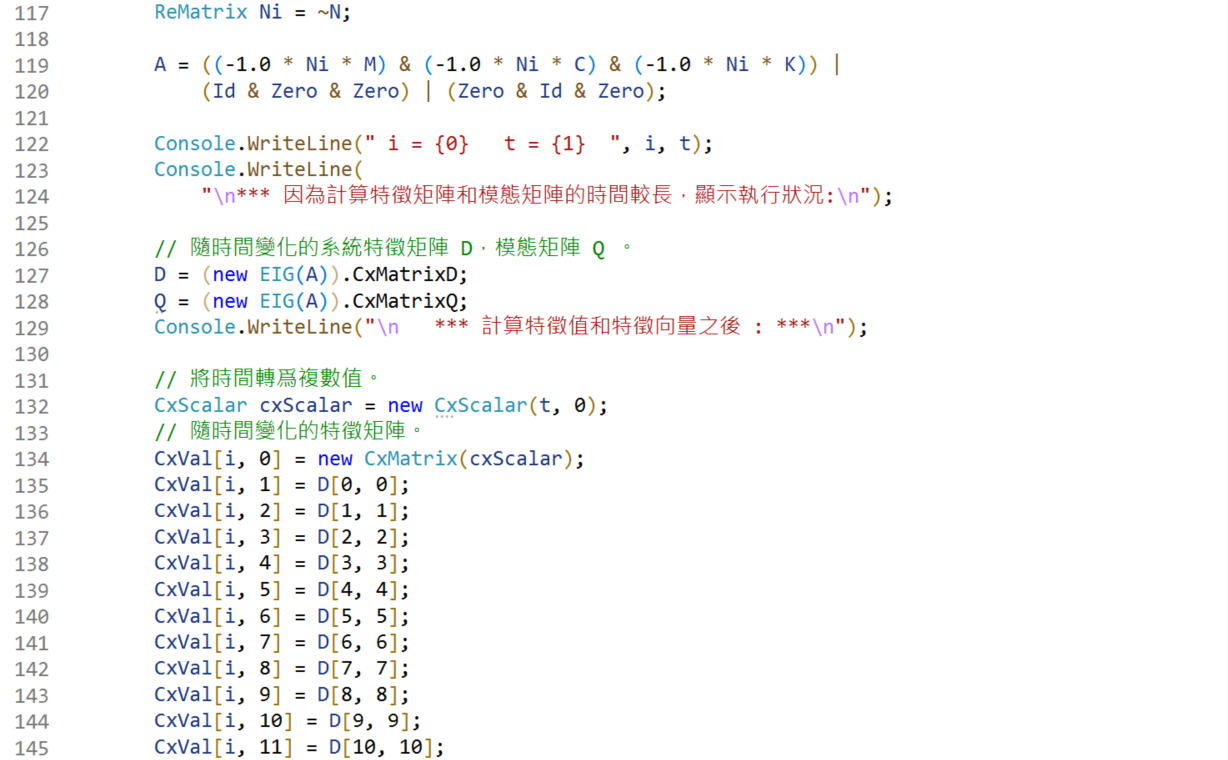 117 ReMatrix Ni = ~N;
118
119 A = ((-1.0 * Ni * M) & (-1.0 * Ni * C) & (-1.0 * Ni * K)) |
120 (Id & Zero & Zero) | (Zero & Id & Zero);
121
122 Console.WriteLine(" i = {0}   t = {1}  ", i, t);
123 Console.WriteLine(
124 "\n*** 因為計算特徵矩陣和模態矩陣的時間較長，顯示執行狀況:\n");
125
126 // 隨時間變化的系統特徵矩陣 D，模態矩陣 Q 。
127 D = (new EIG(A)).CxMatrixD;
128 Q = (new EIG(A)).CxMatrixQ;
129 Console.WriteLine("\n   *** 計算特徵值和特徵向量之後 : ***\n");
130
131 // 將時間轉爲複數值。
132 CxScalar cxScalar = new CxScalar(t, 0);
133 // 隨時間變化的特徵矩陣。
134 CxVal[i, 0] = new CxMatrix(cxScalar);
135 CxVal[i, 1] = D[0, 0];
136 CxVal[i, 2] = D[1, 1];
137 CxVal[i, 3] = D[2, 2];
138 CxVal[i, 4] = D[3, 3];
139 CxVal[i, 5] = D[4, 4];
140 CxVal[i, 6] = D[5, 5];
141 CxVal[i, 7] = D[6, 6];
142 CxVal[i, 8] = D[7, 7];
143 CxVal[i, 9] = D[8, 8];
144 CxVal[i, 10] = D[9, 9];
145 CxVal[i, 11] = D[10, 10];